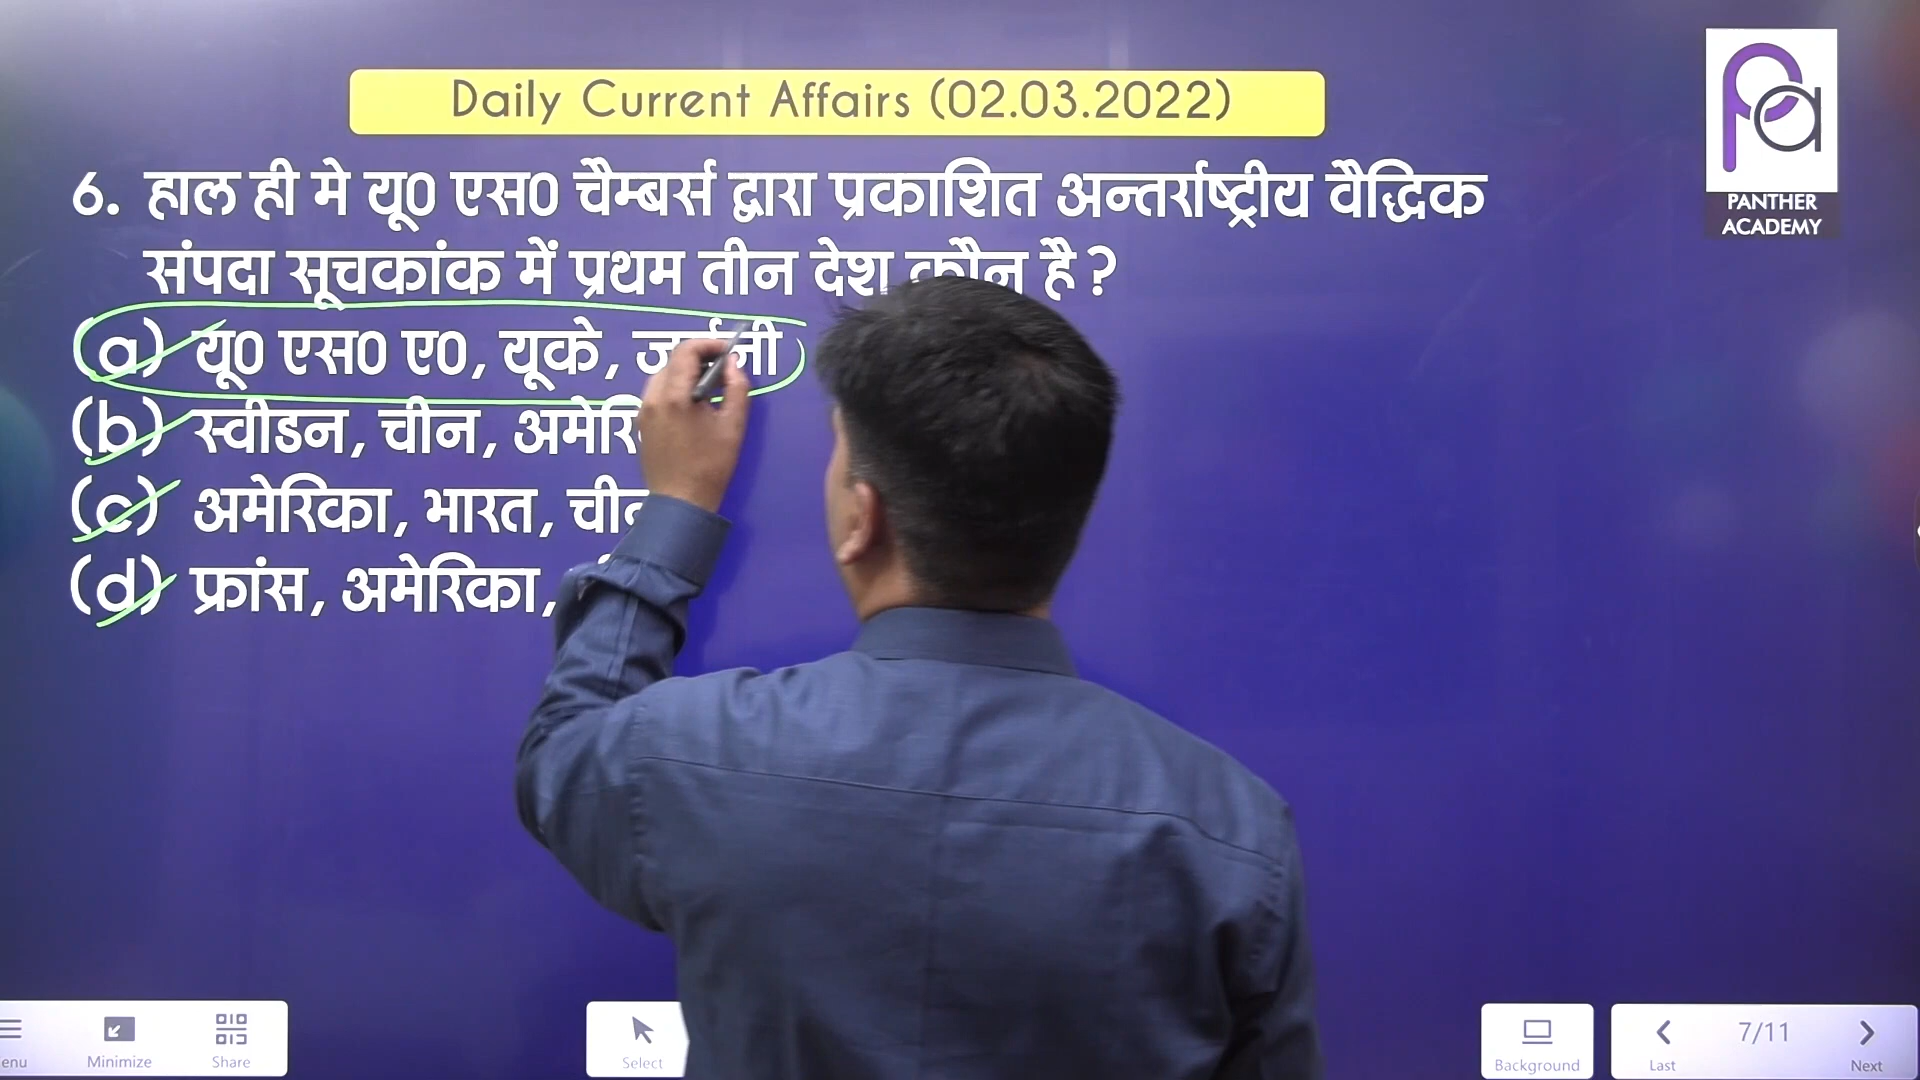 Daily Current Affairs (02.03.2022)
PANTHER
ACADEMY
6. हाल ही मे यू0 एस0 चैम्बर्स द्वारा प्रकाशित अन्तर्राष्ट्रीय वैद्धिक
संपदा सूचकांक में प्रथम तीन देश कौन है ?
(a) यू0 एस0 ए0, यूके,
(b) स्वीडन, चीन,
(c) अमेरिका, भारत,
(d) फ्रांस, अमेरिका,
Minimize
Share
Select
Background
Last
7/11
Next